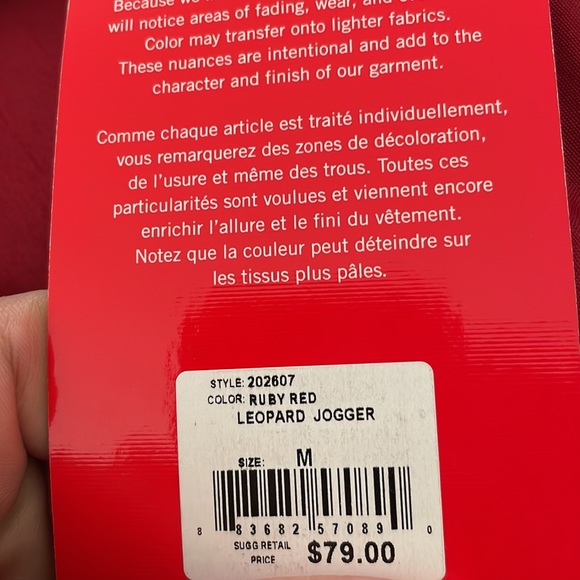 Because we
will notice areas of fading, wear, and
Color may transfer onto lighter fabrics.
These nuances are intentional and add to the
character and finish of our garment.
Comme chaque article est traité individuellement,
vous remarquerez des zones de décoloration,
de l'usure et même des trous. Toutes ces
particularités sont voulues et viennent encore
enrichir l'allure et le fini du vêtement.
Notez que la couleur peut déteindre sur
les tissus plus pâles.
STYLE: 202607
COLOR: RUBY RED
LEOPARD JOGGER
SIZE: M
8 83682 57089 0
SUGG RETAIL
PRICE $79.00